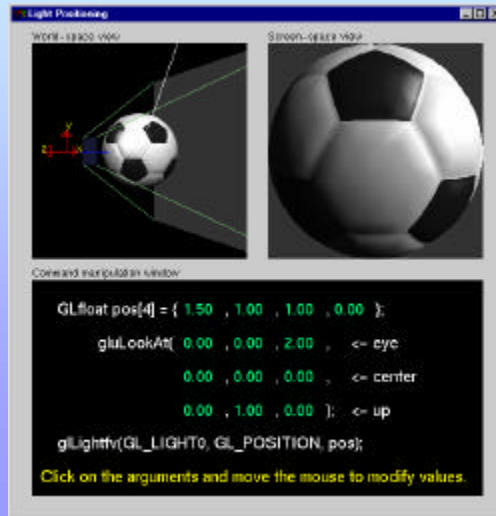 Light Positioning
World-space view
Screen-space view
y
z
x
Command manipulation window
GLfloat pos[4] = { 1.50 , 1.00 , 1.00 , 0.00 };
gluLookAt( 0.00 , 0.00 , 2.00 , <- eye
0.00 , 0.00 , 0.00 , <- center
0.00 , 1.00 , 0.00 ); <- up
glLightfv(GL_LIGHT0, GL_POSITION, pos);
Click on the arguments and move the mouse to modify values.